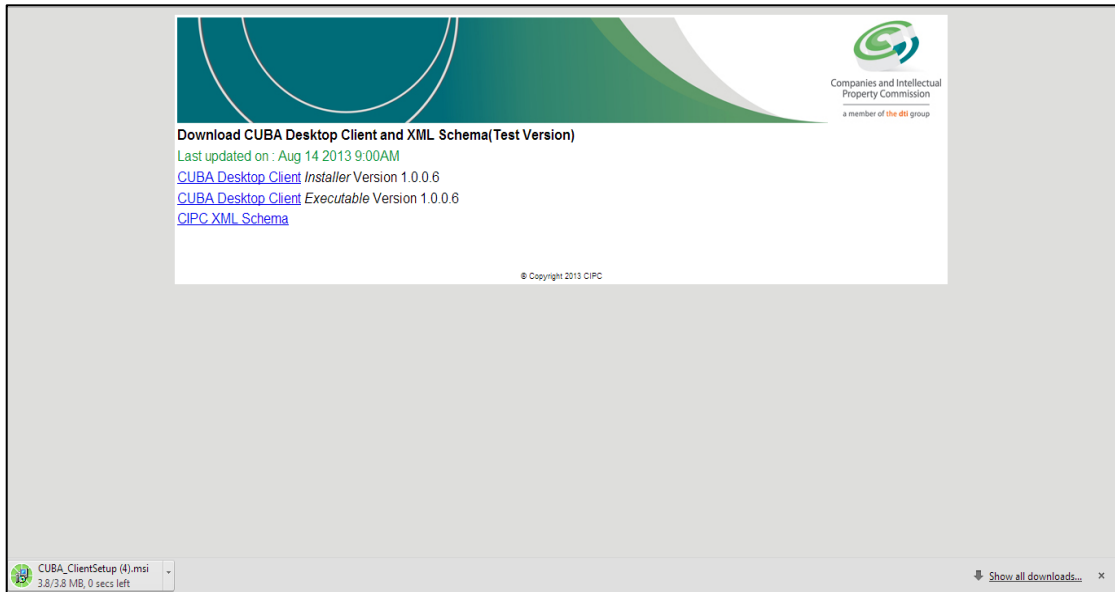 Companies and Intellectual
Property Commission
a member of the dti group
Download CUBA Desktop Client and XML Schema(Test Version)
Last updated on : Aug 14 2013 9:00AM
CUBA Desktop Client Installer Version 1.0.0.6
CUBA Desktop Client Executable Version 1.0.0.6
CIPC XML Schema
© Copyright 2013 CIPC
CUBA_ClientSetup (4).msi
3.8/3.8 MB, 0 secs left
Show all downloads...